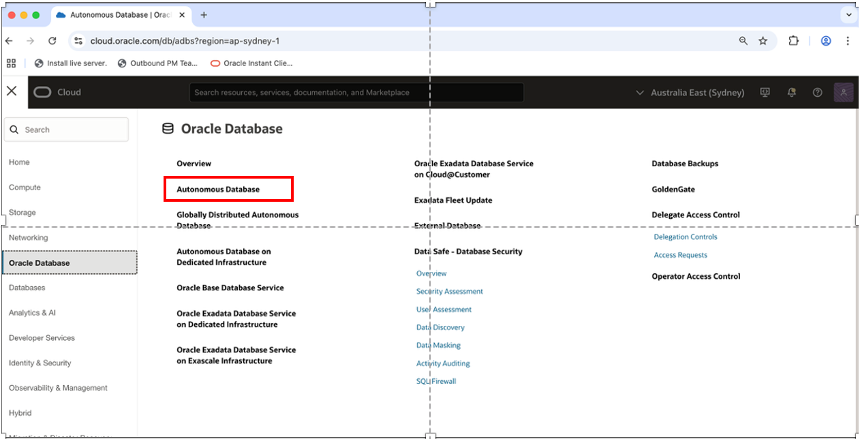 Autonomous Database | Orac
cloud.oracle.com/db/adbs?region=ap-sydney-1
Install live server.
Outbound PM Tea...
Oracle Instant Clie...
Cloud
Search resources, services, documentation, and Marketplace
Australia East (Sydney)
Search
Home
Compute
Storage
Networking
Oracle Database
Databases
Analytics & AI
Developer Services
Identity & Security
Observability & Management
Hybrid
Oracle Database
Overview
Autonomous Database
Globally Distributed Autonomous
Database
Autonomous Database on
Dedicated Infrastructure
Oracle Base Database Service
Oracle Exadata Database Service
on Dedicated Infrastructure
Oracle Exadata Database Service
on Exascale Infrastructure
Oracle Exadata Database Service
on Cloud@Customer
Exadata Fleet Update
External Database
Data Safe - Database Security
Overview
Security Assessment
User Assessment
Data Discovery
Data Masking
Activity Auditing
SQL Firewall
Database Backups
GoldenGate
Delegate Access Control
Delegation Controls
Access Requests
Operator Access Control